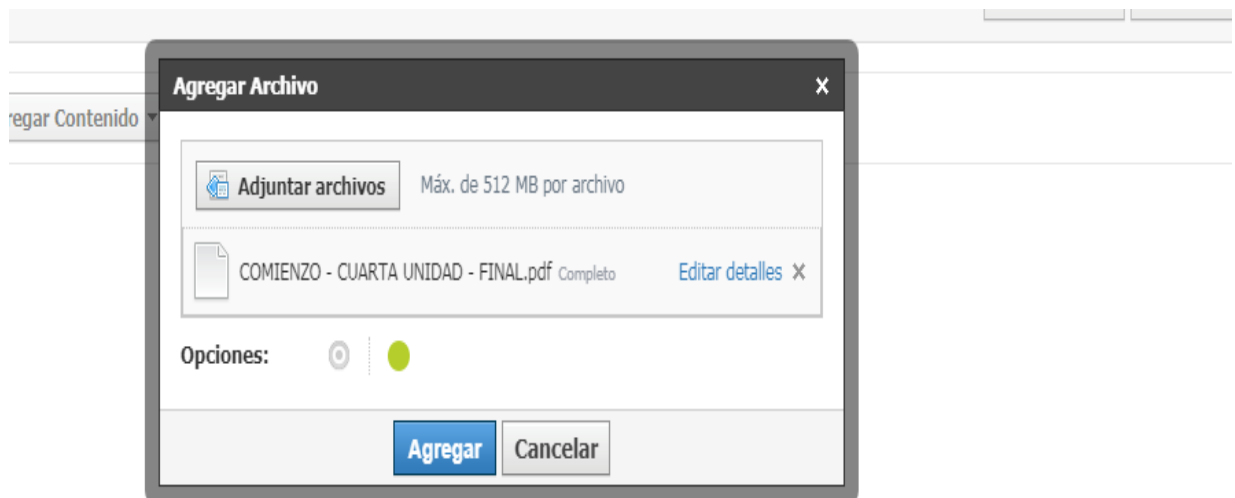 Agregar Archivo
regar Contenido
Adjuntar archivos Máx. de 512 MB por archivo
COMIENZO - CUARTA UNIDAD - FINAL.pdf Completo Editar detalles
Opciones:
Agregar Cancelar